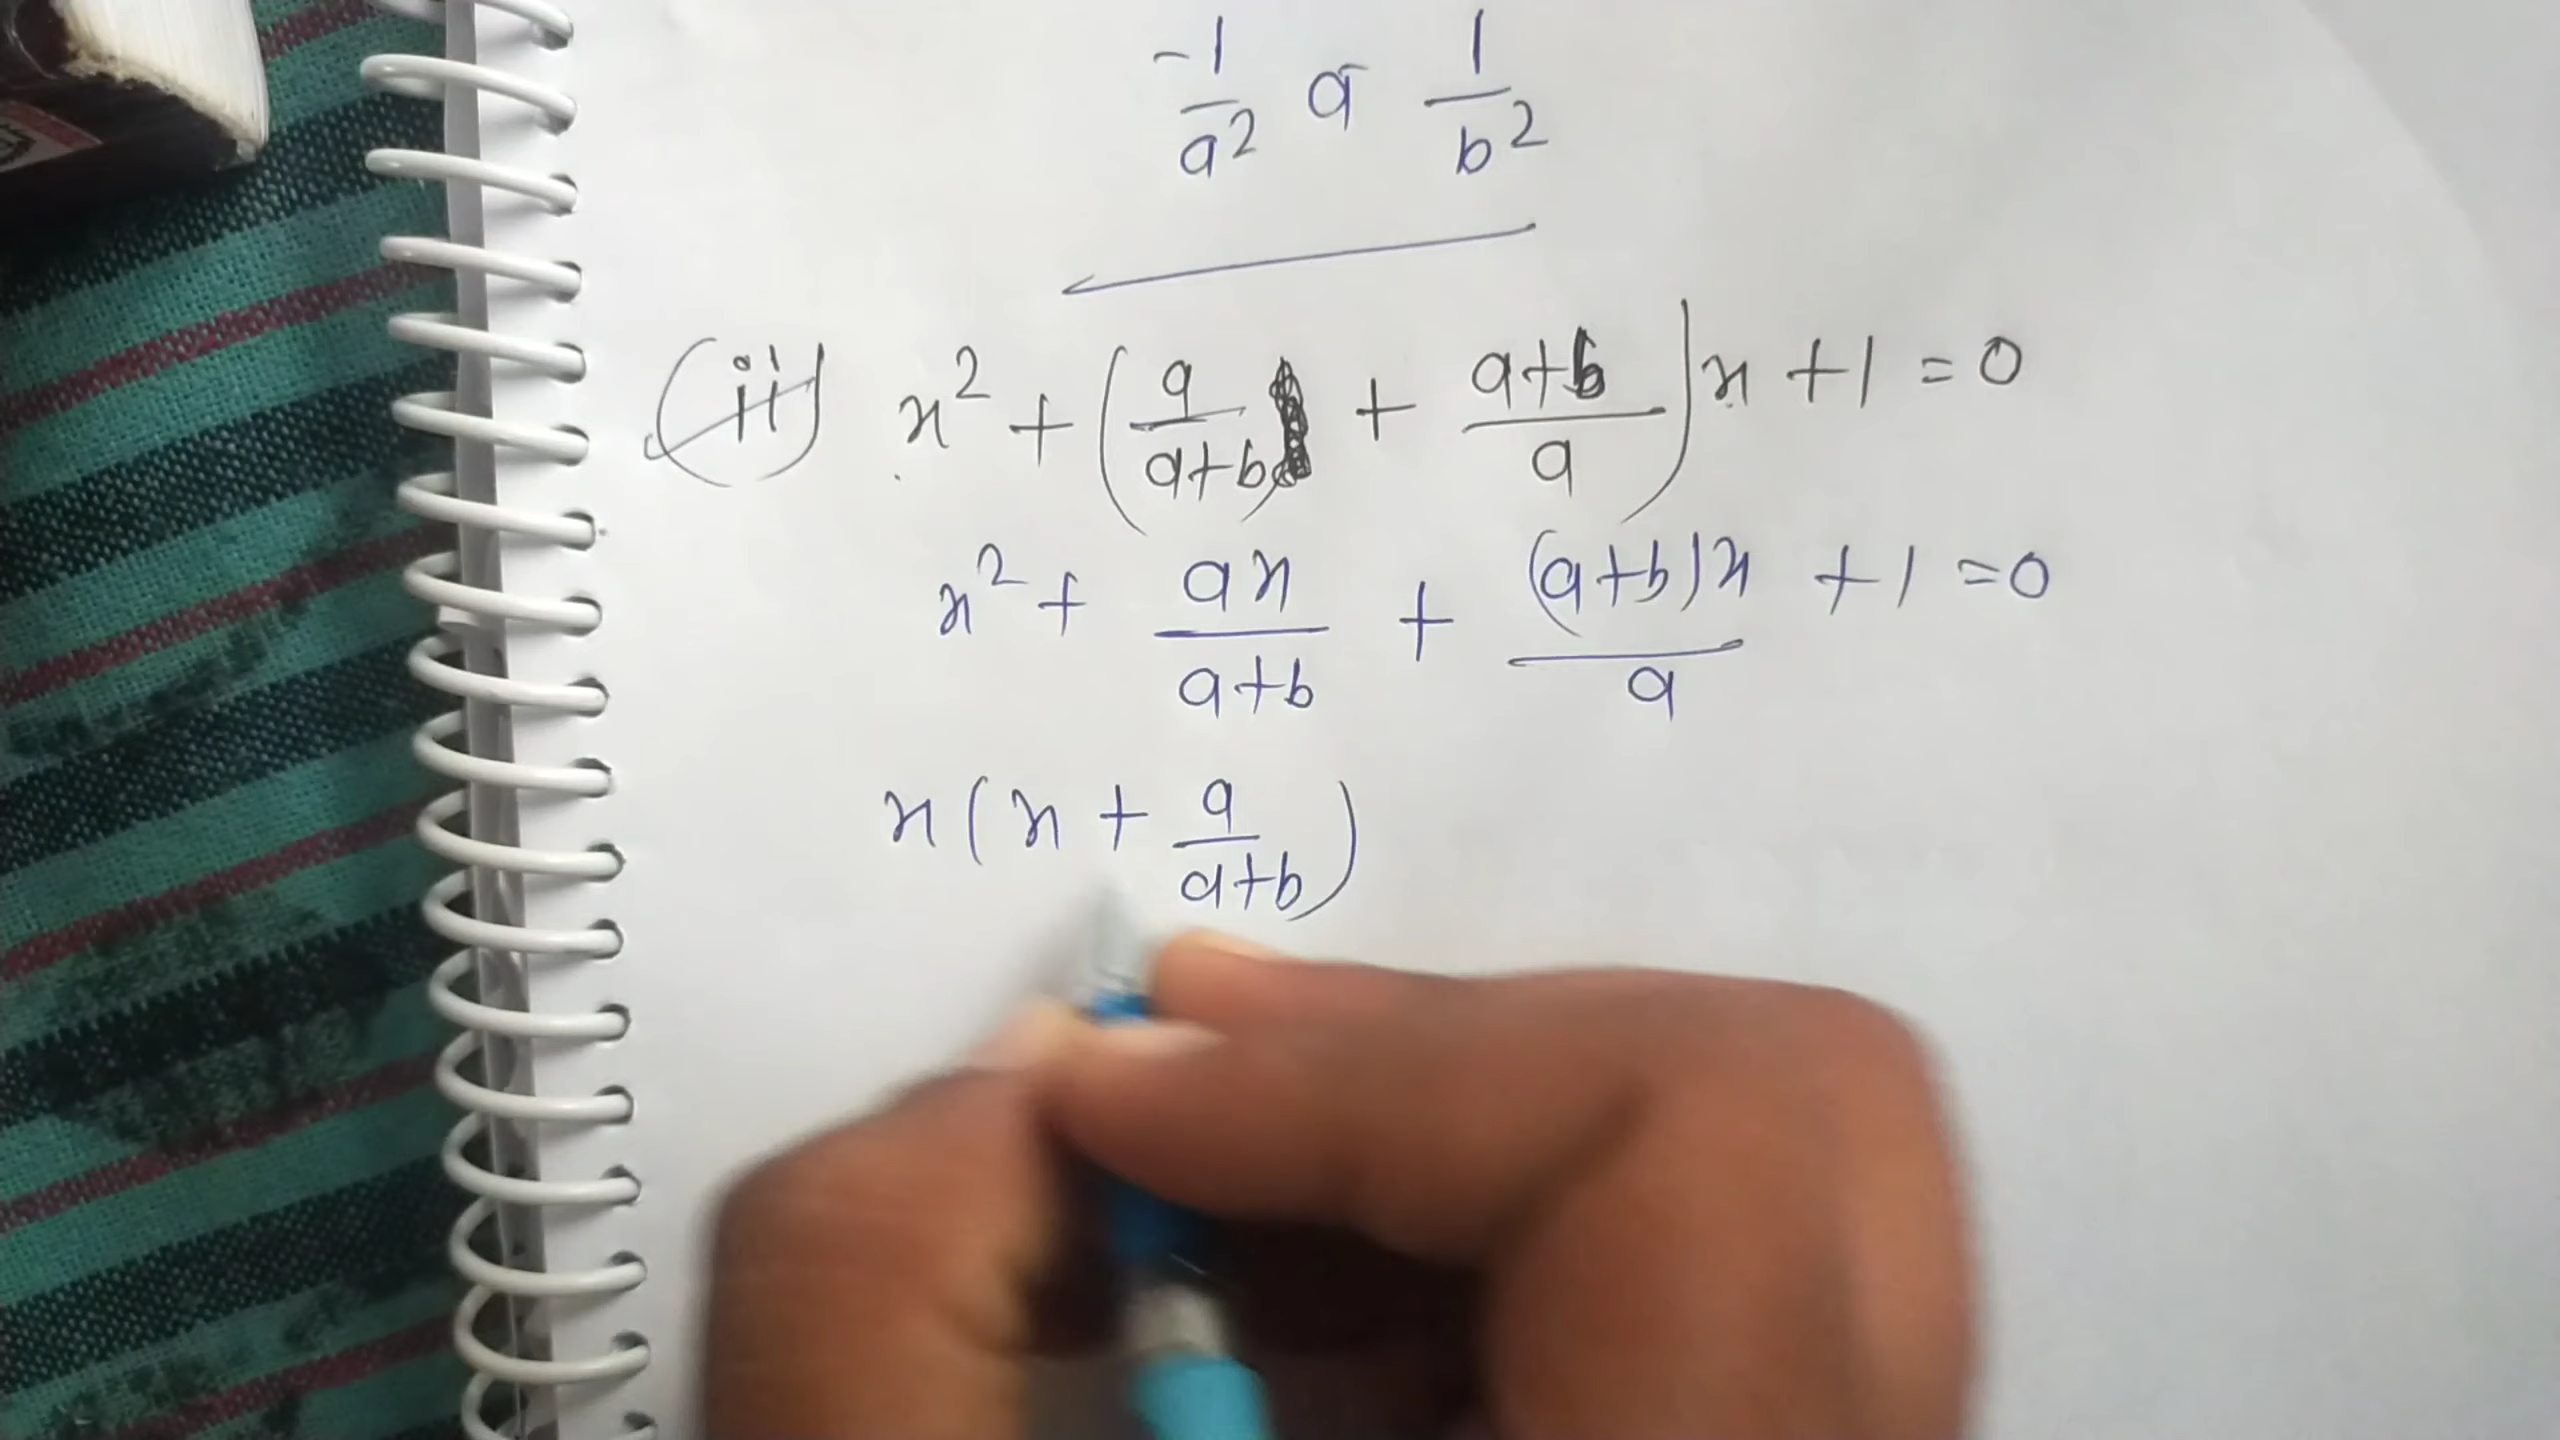 -1/a² a 1/b²
(ii) x² + (a/a+b + a+b/a)x + 1 = 0
x² + ax/a+b + (a+b)x/a + 1 = 0
x(x + a/a+b)